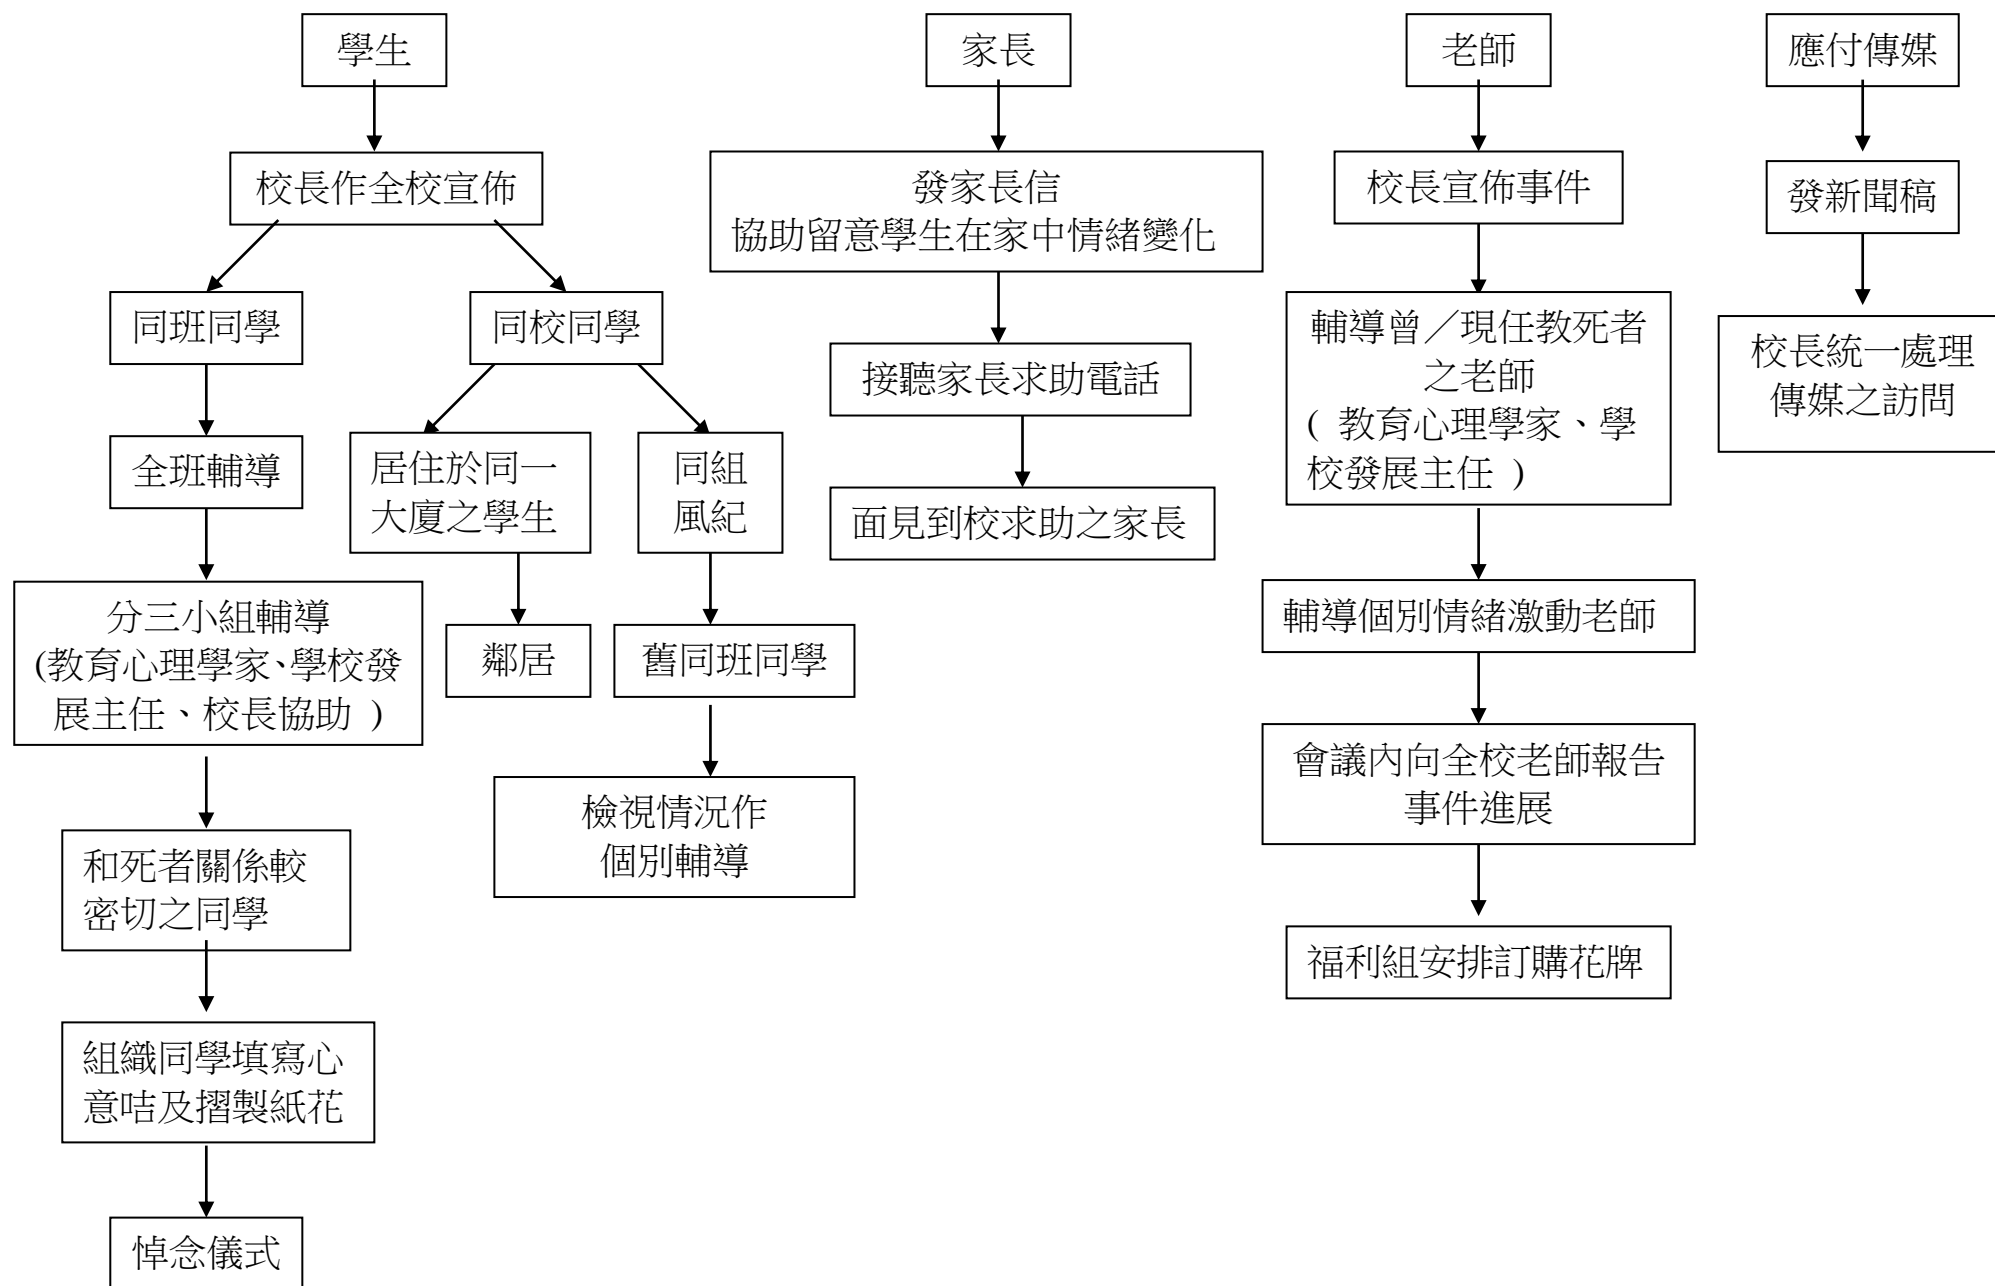 學生
校長作全校宣佈
同班同學
全班輔導
分三小組輔導
(教育心理學家、學校發
展主任、校長協助 )
和死者關係較
密切之同學
組織同學填寫心
意咭及摺製紙花
悼念儀式
同校同學
居住於同一
大廈之學生
鄰居
同組
風紀
舊同班同學
檢視情況作
個別輔導
家長
發家長信
協助留意學生在家中情緒變化
接聽家長求助電話
面見到校求助之家長
老師
校長宣佈事件
輔導曾／現任教死者
之老師
( 教育心理學家、學
校發展主任 )
輔導個別情緒激動老師
會議內向全校老師報告
事件進展
福利組安排訂購花牌
應付傳媒
發新聞稿
校長統一處理
傳媒之訪問